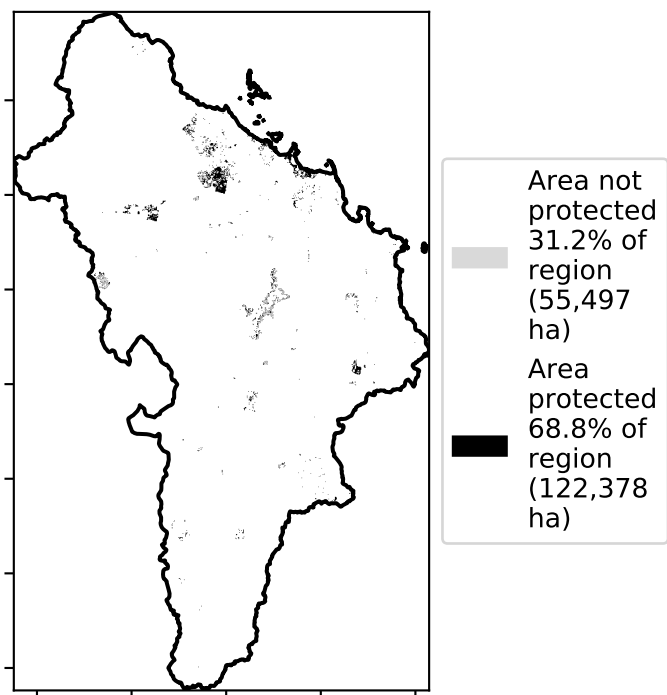 Area not
protected
31.2% of
region
(55,497
ha)
Area
protected
68.8% of
region
(122,378
ha)